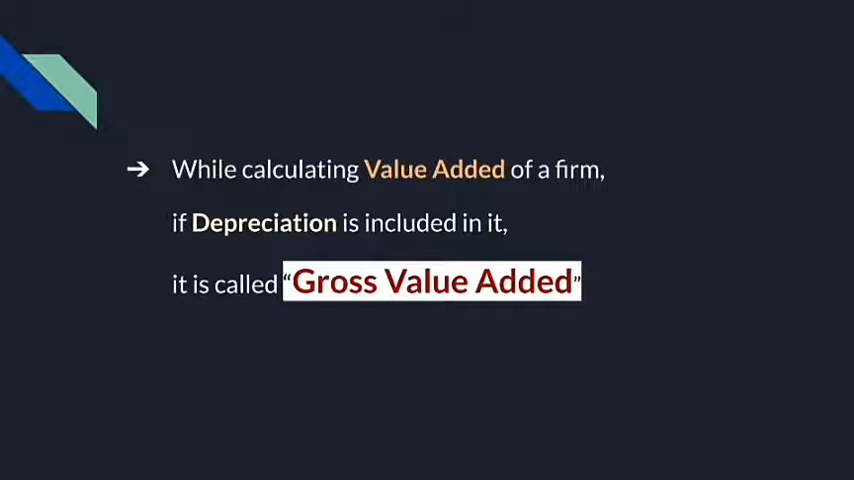 ➔ While calculating Value Added of a firm,
if Depreciation is included in it,
it is called “Gross Value Added”